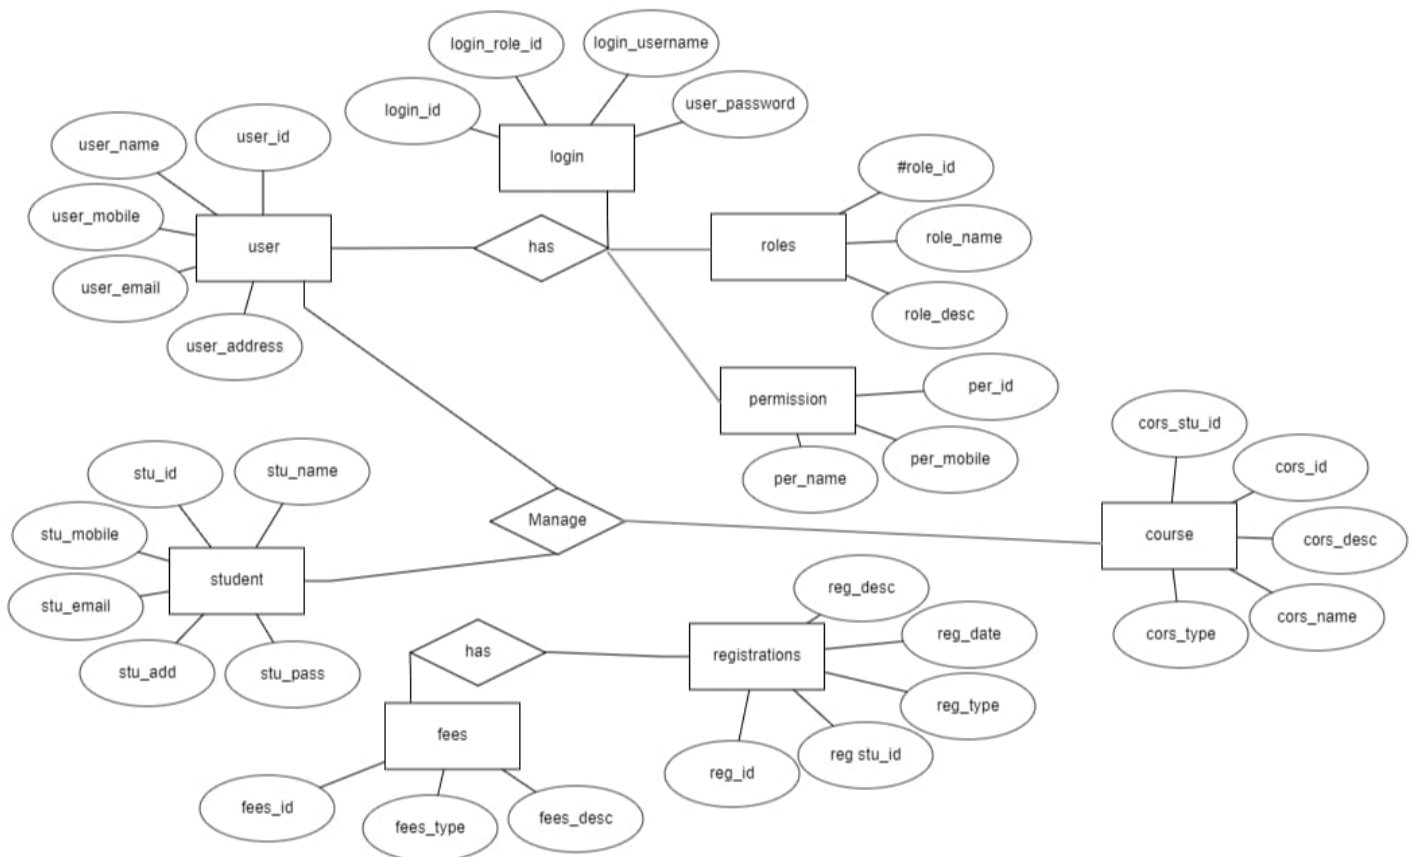 login_role_id
login_username
login_id
user_password
login
user_name
user_id
user_mobile
user
user_email
user_address
has
#role_id
roles
role_name
role_desc
permission
per_id
per_mobile
per_name
cors_stu_id
cors_id
course
cors_desc
cors_name
cors_type
Manage
stu_id
stu_name
stu_mobile
student
stu_email
stu_add
stu_pass
has
registrations
reg_desc
reg_date
reg_type
reg stu_id
reg_id
fees
fees_id
fees_type
fees_desc